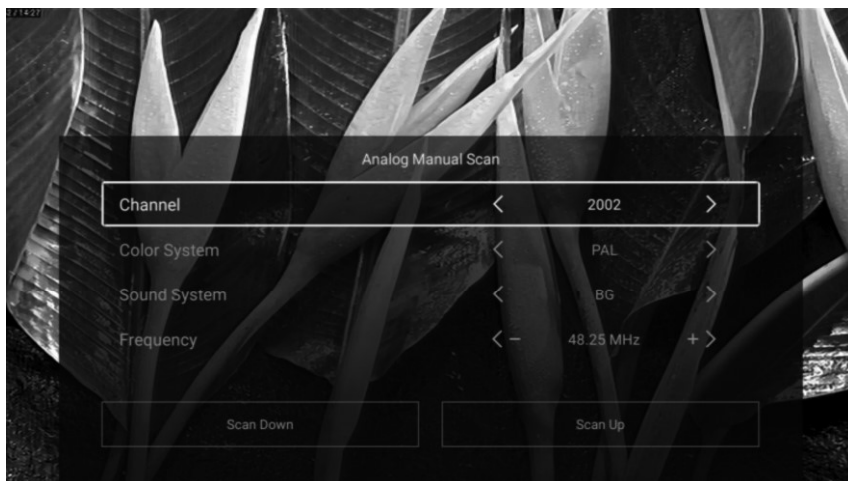 Analog Manual Scan
Channel < 2002 >
Color System < PAL >
Sound System < BG >
Frequency < − 48.25 MHz + >
Scan Down Scan Up